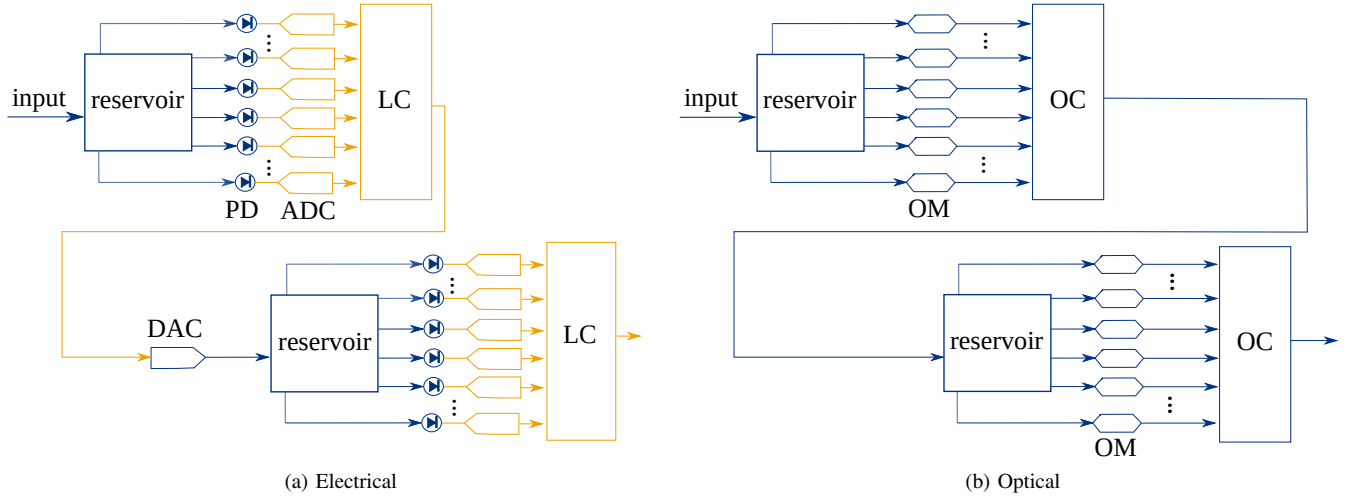 input
reservoir
PD
ADC
LC
DAC
reservoir
LC
(a) Electrical
input
reservoir
OM
OC
reservoir
OM
OC
(b) Optical